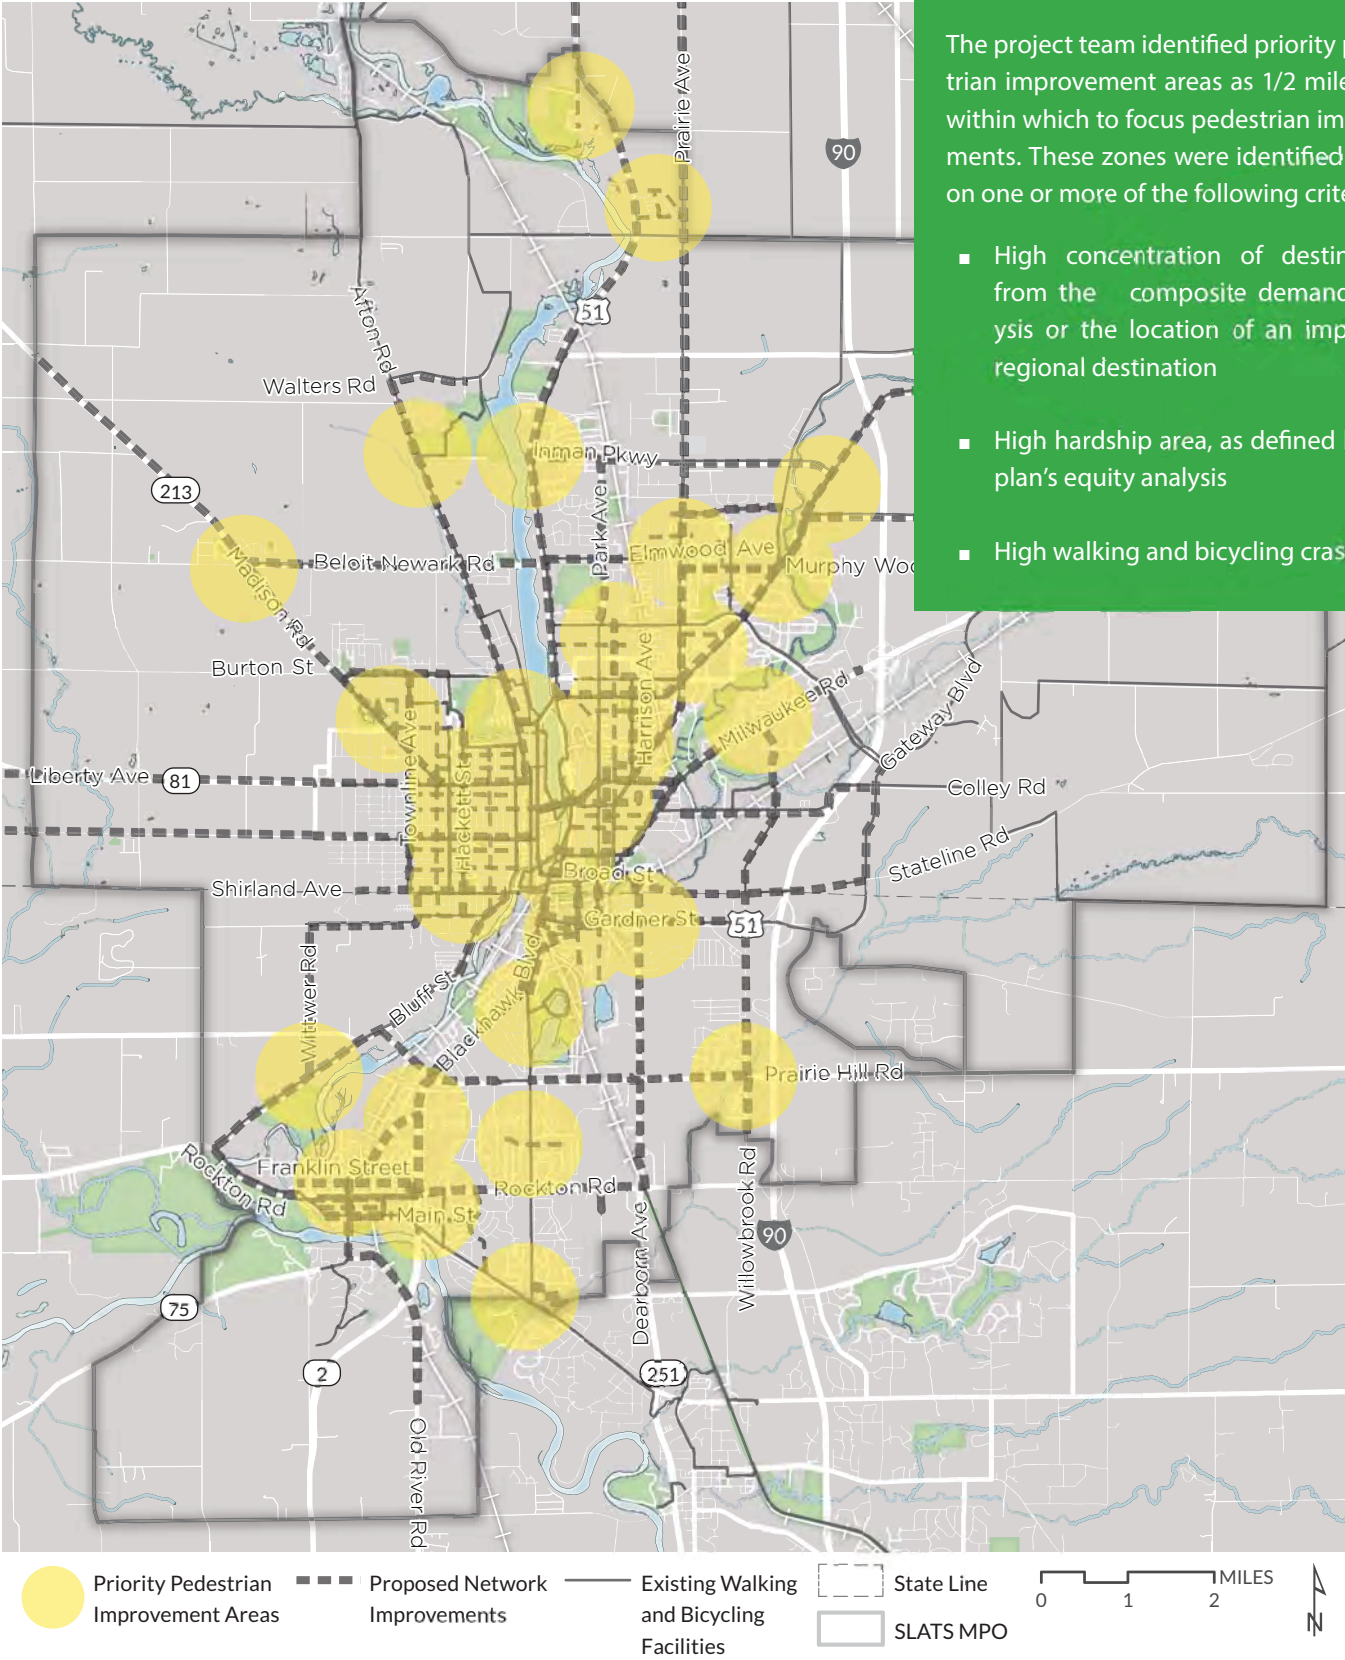 The project team identified priority p
trian improvement areas as 1/2 mile
within which to focus pedestrian im
ments. These zones were identified
on one or more of the following crite
■ High concentration of destin
from the composite demand
ysis or the location of an imp
regional destination
■ High hardship area, as defined
plan's equity analysis
■ High walking and bicycling cras
Prairie Ave
90
51
Afton Rd
Walters Rd
Inman Pkwy
213
Park Ave
Elmwood Ave
Beloit Newark Rd
Murphy Woo
Madison Rd
Harrison Ave
Burton St
Milwaukee Rd
Gateway Blvd
Townline Ave
Hackett St
Liberty Ave
81
Colley Rd
Stateline Rd
Broad St
Shirland Ave
Gardner St
51
Wittwer Rd
Bluff St
Blackhawk Blvd
Prairie Hill Rd
Rockton Rd
Franklin Street
Rockton Rd
Main St
Dearborn Ave
Willowbrook Rd
90
75
2
251
Old River Rd
Priority Pedestrian
Improvement Areas
Proposed Network
Improvements
Existing Walking
and Bicycling
Facilities
State Line
SLATS MPO
MILES
0 1 2
N